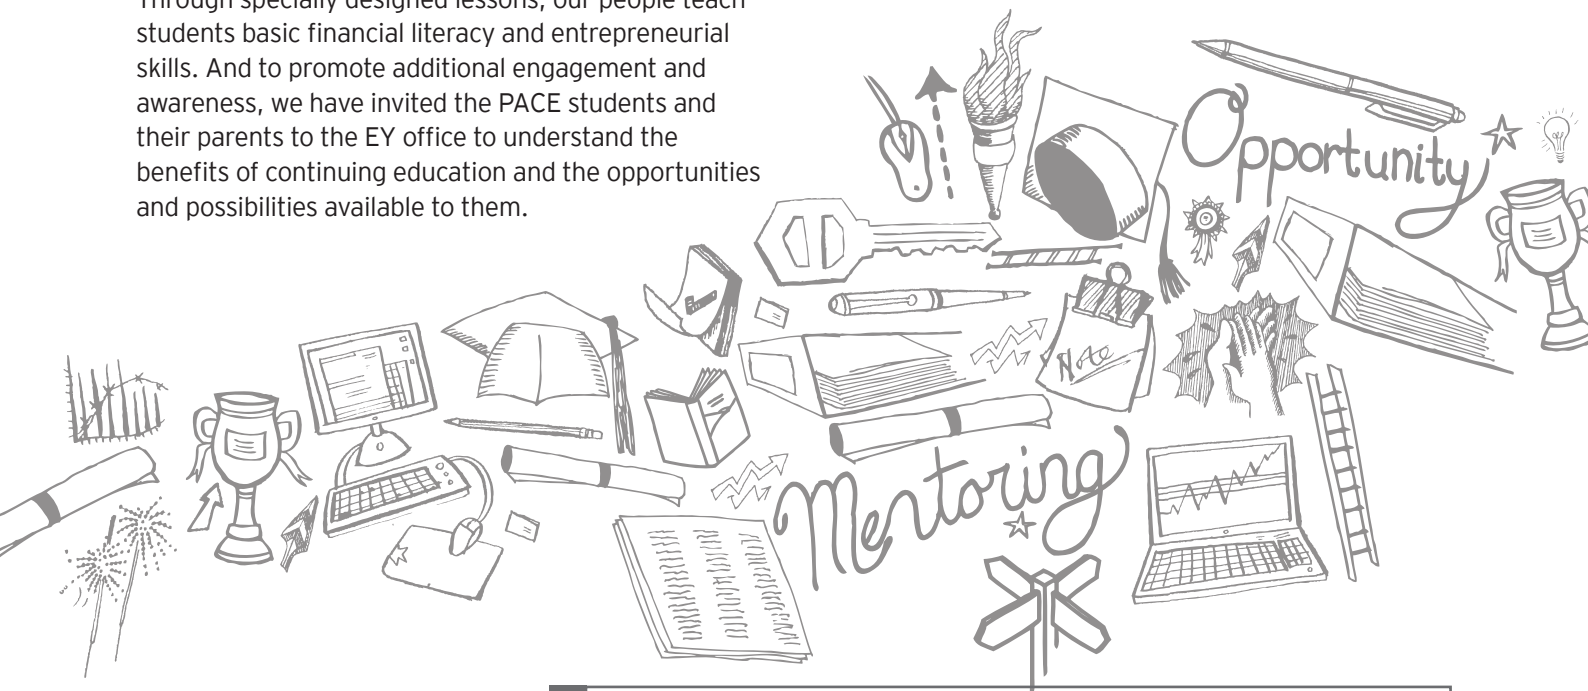 Through specially designed lessons, our people teach
students basic financial literacy and entrepreneurial
skills. And to promote additional engagement and
awareness, we have invited the PACE students and
their parents to the EY office to understand the
benefits of continuing education and the opportunities
and possibilities available to them.
Opportunity
Note
Mentoring